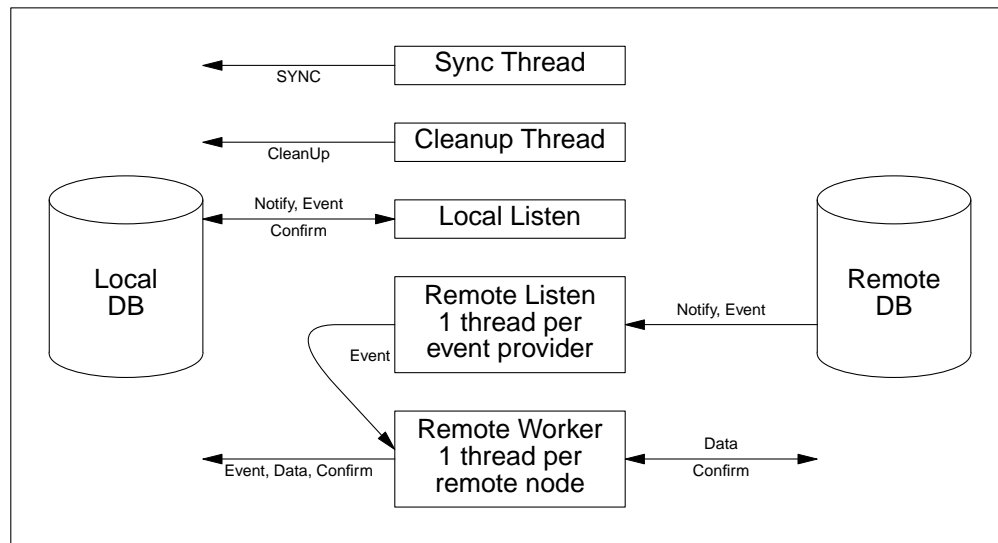 Sync Thread
SYNC
Cleanup Thread
CleanUp
Notify, Event
Confirm
Local Listen
Local
DB
Remote Listen
1 thread per
event provider
Notify, Event
Remote
DB
Event
Remote Worker
1 thread per
remote node
Event, Data, Confirm
Data
Confirm